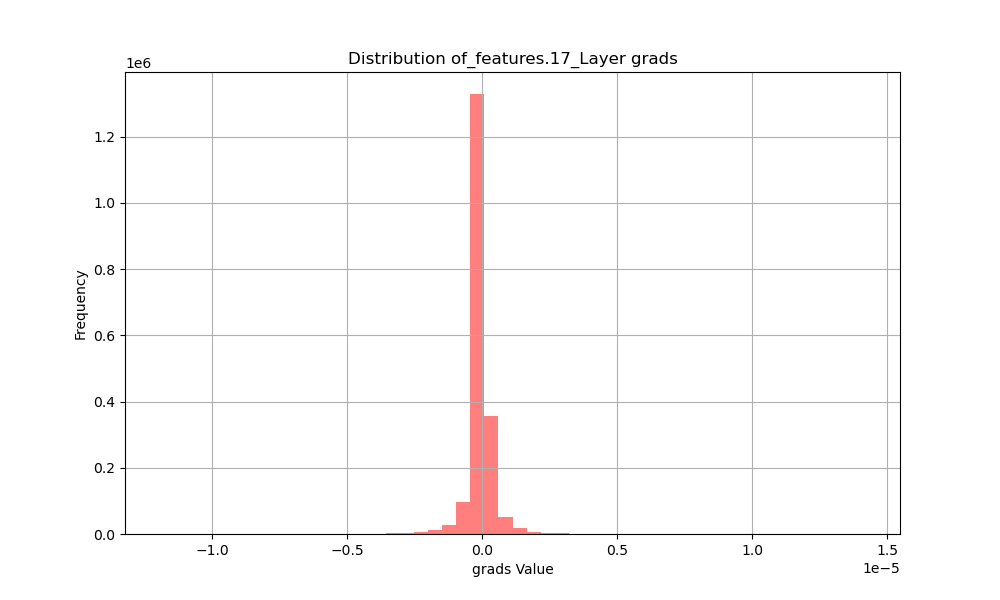 Distribution of_features.17_Layer grads
1e6
1.2
1.0
0.8
0.6
0.4
0.2
0.0
Frequency
−1.0 −0.5 0.0 0.5 1.0 1.5
1e−5
grads Value